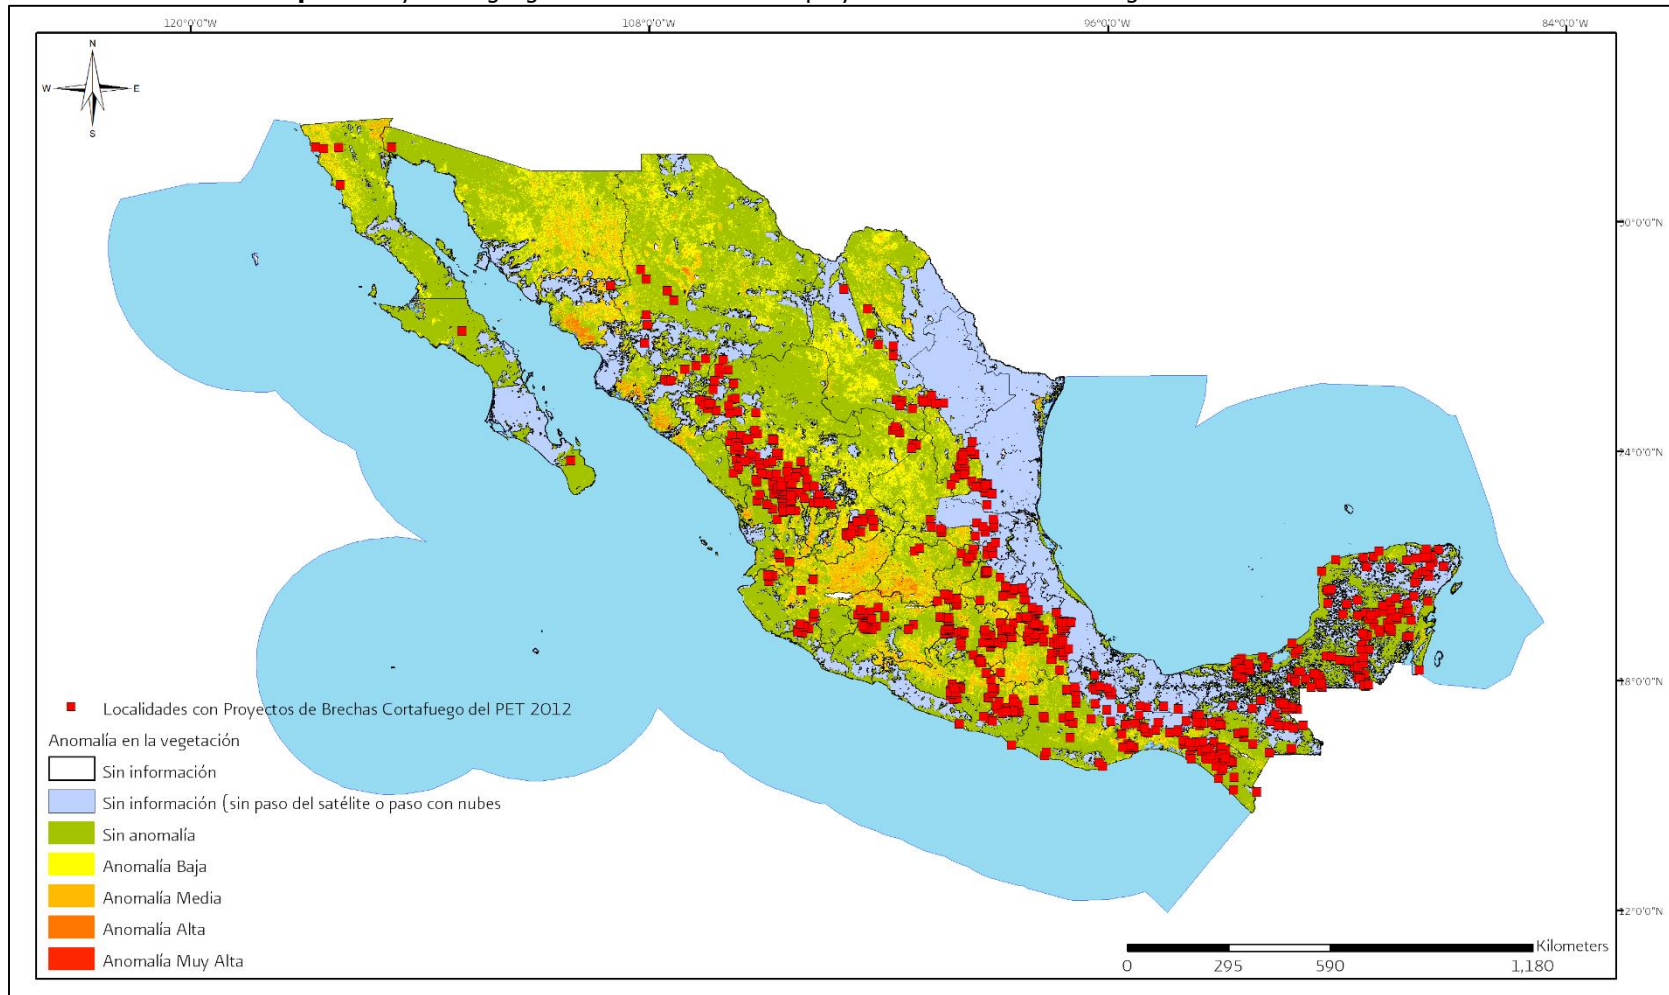 120°0'0"W 108°0'0"W 96°0'0"W 84°0'0"W
N
W E
S
30°0'0"N
24°0'0"N
18°0'0"N
12°0'0"N
Localidades con Proyectos de Brechas Cortafuego del PET 2012
Anomalía en la vegetación
Sin información
Sin información (sin paso del satélite o paso con nubes
Sin anomalía
Anomalía Baja
Anomalía Media
Anomalía Alta
Anomalía Muy Alta
Kilometers
0 295 590 1,180